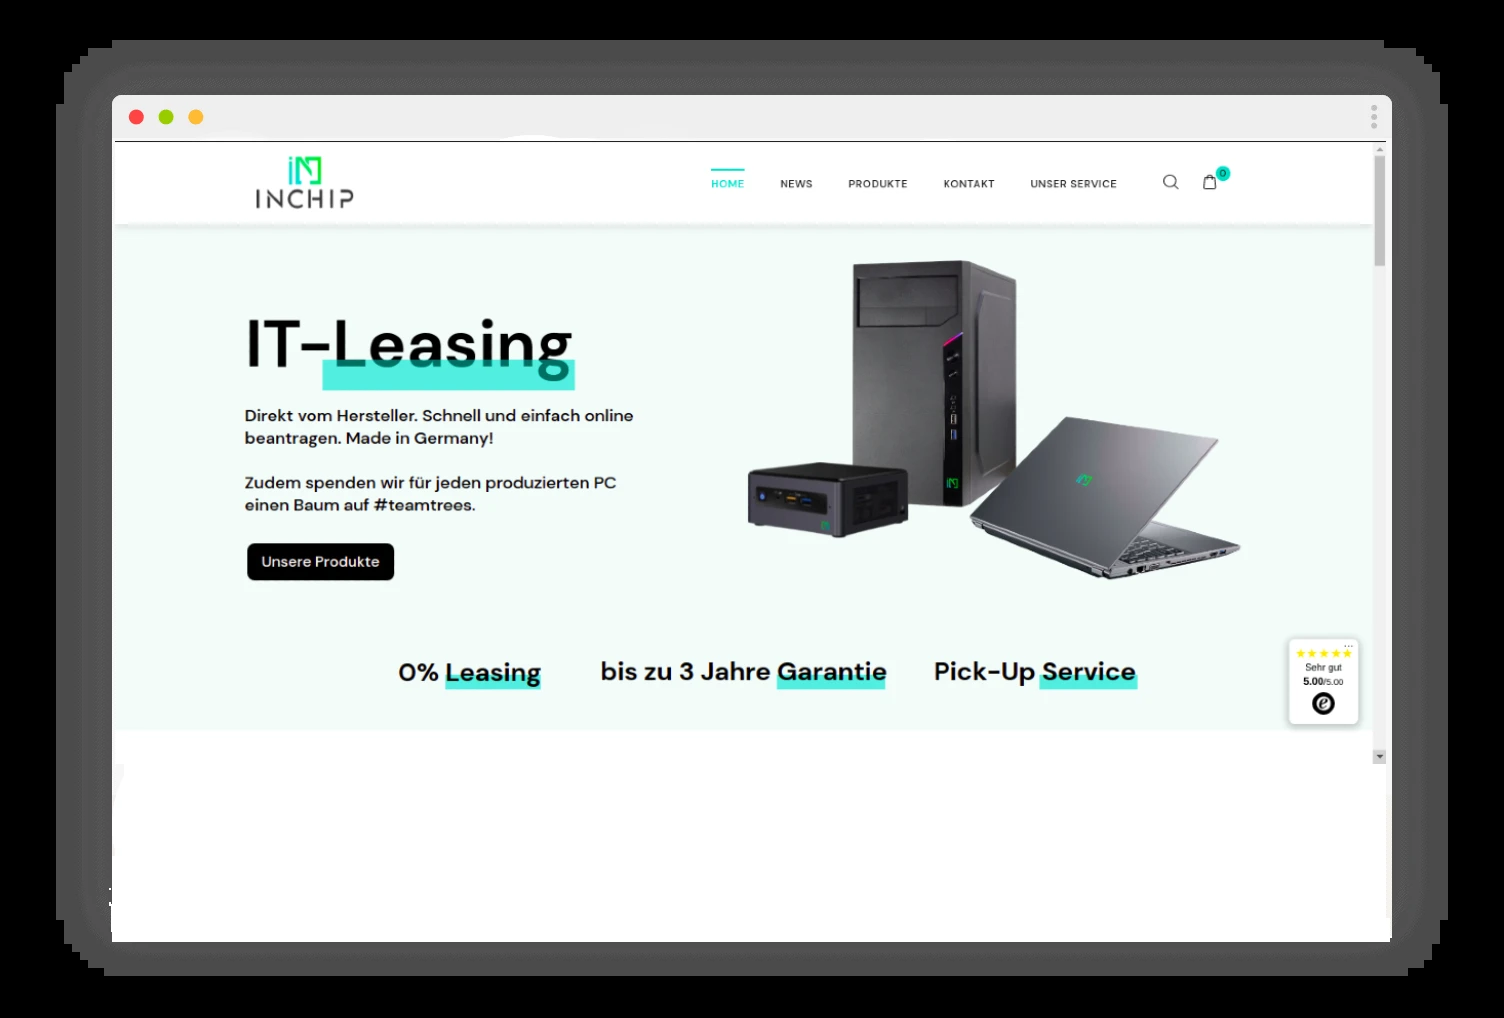 INCHIP
HOME NEWS PRODUKTE KONTAKT UNSER SERVICE
0
IT-Leasing
Direkt vom Hersteller. Schnell und einfach online
beantragen. Made in Germany!
Zudem spenden wir für jeden produzierten PC
einen Baum auf #teamtrees.
Unsere Produkte
0% Leasing
bis zu 3 Jahre Garantie
Pick-Up Service
Sehr gut
5.00/5.00